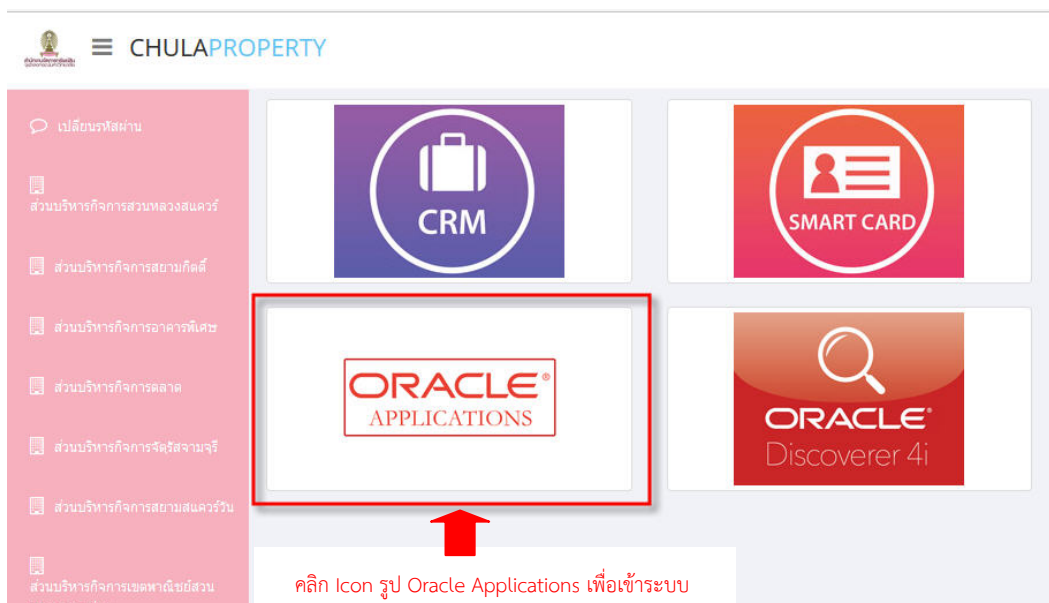 CHULAPROPERTY
เปลี่ยนรหัสผ่าน
ส่วนบริหารกิจการสวนหลวงสแควร์
ส่วนบริหารกิจการสยามกิตติ์
ส่วนบริหารกิจการอาคารพิเศษ
ส่วนบริหารกิจการตลาด
ส่วนบริหารกิจการจัตุรัสจามจุรี
ส่วนบริหารกิจการสยามสแควร์วัน
ส่วนบริหารกิจการเขตพาณิชย์สวน
CRM
SMART CARD
ORACLE®
APPLICATIONS
ORACLE®
Discoverer 4i
คลิก Icon รูป Oracle Applications เพื่อเข้าระบบ